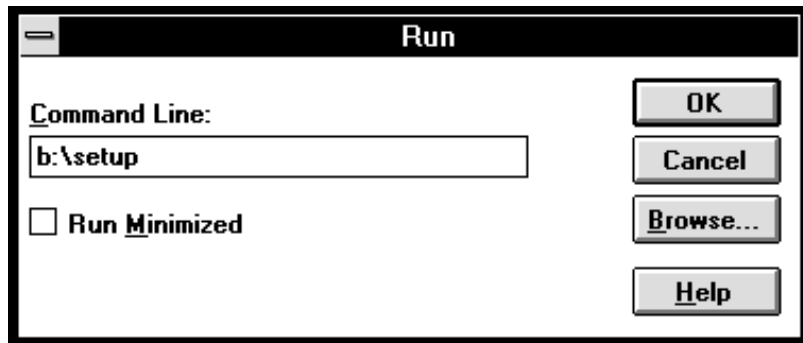 Run
Command Line:
b:\setup
Run Minimized
OK
Cancel
Browse...
Help